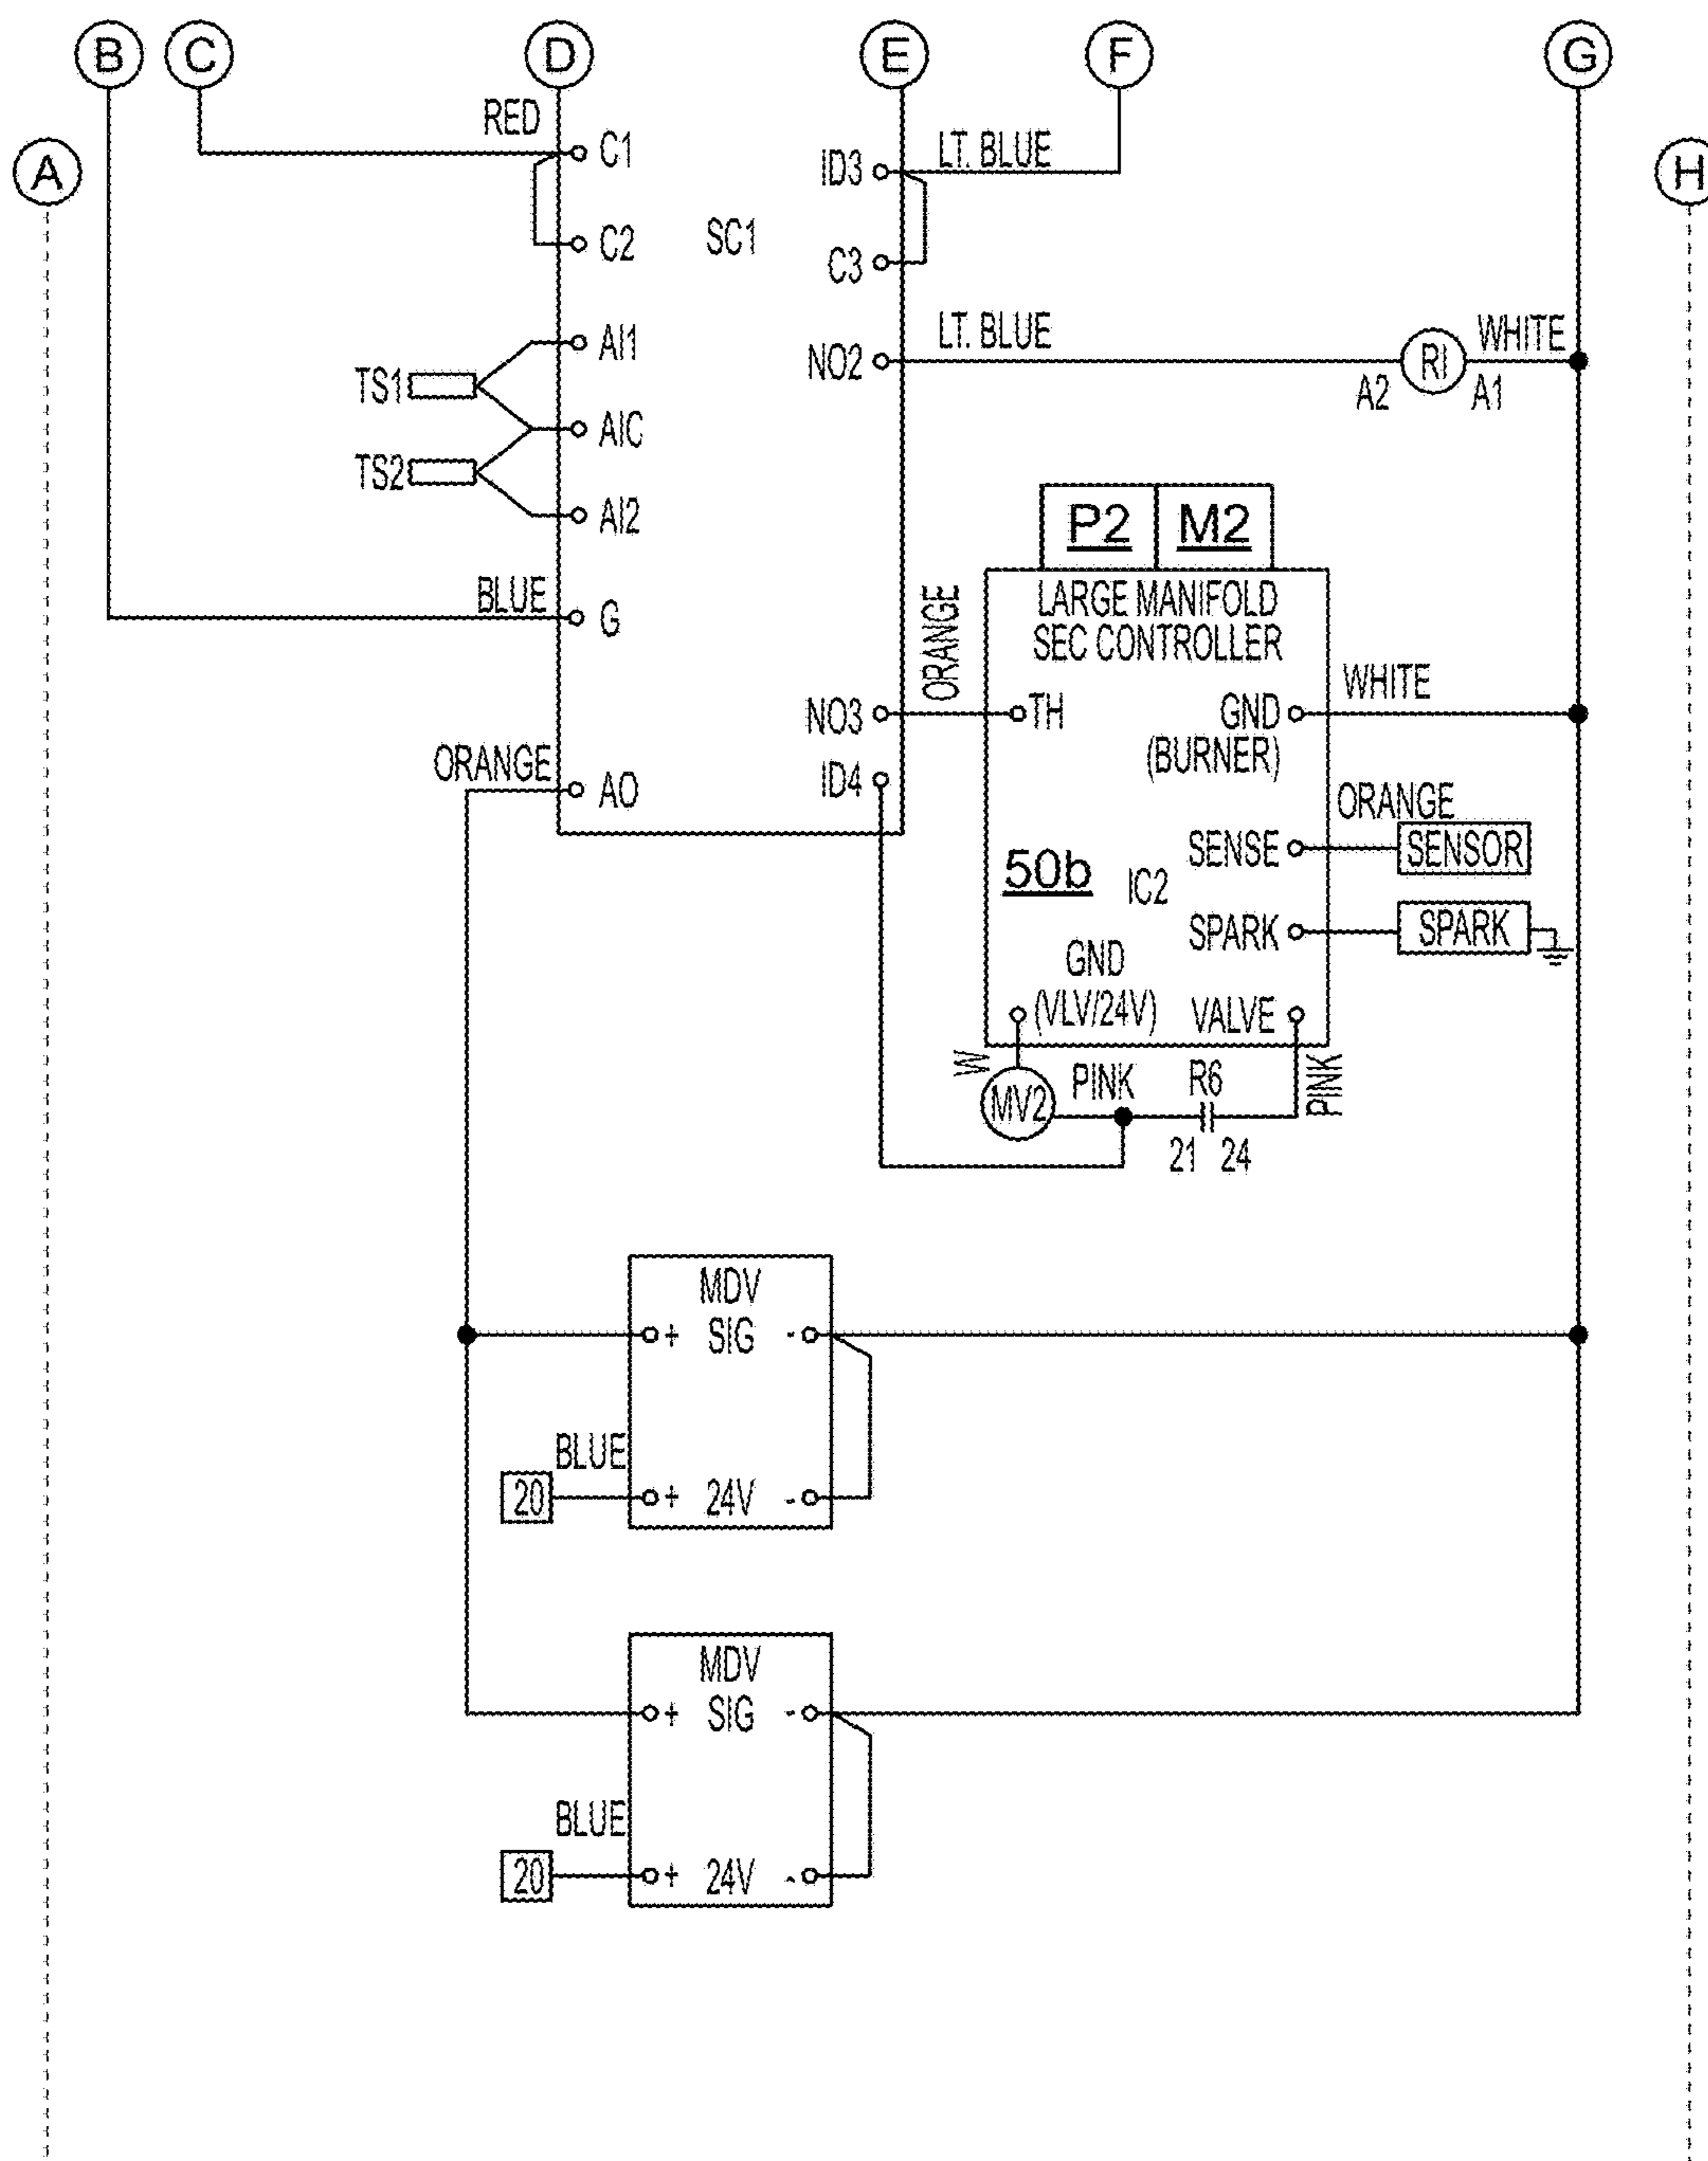 B C D E F G
A H
RED
C1
C2
SC1
ID3
LT. BLUE
C3
AI1
TS1
AIC
TS2
AI2
NO2
LT. BLUE
RI
A2
A1
WHITE
P2 M2
LARGE MANIFOLD
SEC CONTROLLER
BLUE
G
ORANGE
NO3
TH
GND
(BURNER)
WHITE
ORANGE
AO
ID4
ORANGE
SENSE
SENSOR
50b
IC2
SPARK
SPARK
GND
(VLV/24V)
VALVE
W
MV2
PINK
R6
PINK
21 24
MDV
+ SIG -
BLUE
20
+ 24V -
MDV
+ SIG -
BLUE
20
+ 24V -